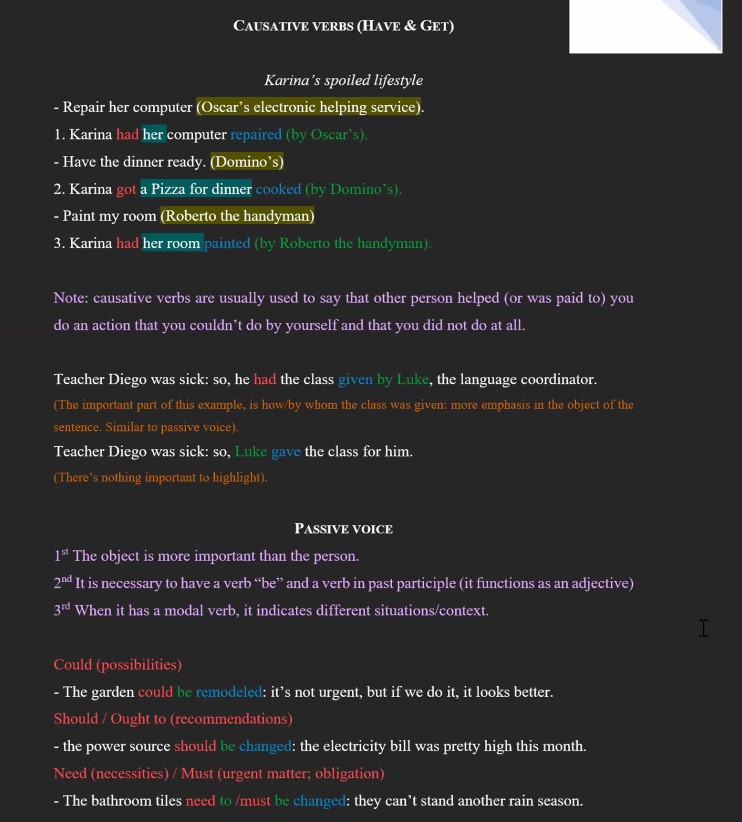 CAUSATIVE VERBS (HAVE & GET)
Karina's spoiled lifestyle
- Repair her computer (Oscar's electronic helping service).
1. Karina had her computer repaired (by Oscar's).
- Have the dinner ready. (Domino's)
2. Karina got a Pizza for dinner cooked (by Domino's).
- Paint my room (Roberto the handyman)
3. Karina had her room painted (by Roberto the handyman).
Note: causative verbs are usually used to say that other person helped (or was paid to) you
do an action that you couldn't do by yourself and that you did not do at all.
Teacher Diego was sick: so, he had the class given by Luke, the language coordinator.
(The important part of this example, is how/by whom the class was given: more emphasis in the object of the
sentence. Similar to passive voice).
Teacher Diego was sick: so, Luke gave the class for him.
(There's nothing important to highlight).
PASSIVE VOICE
1st The object is more important than the person.
2nd It is necessary to have a verb “be” and a verb in past participle (it functions as an adjective)
3rd When it has a modal verb, it indicates different situations/context.
Could (possibilities)
- The garden could be remodeled: it's not urgent, but if we do it, it looks better.
Should / Ought to (recommendations)
- the power source should be changed: the electricity bill was pretty high this month.
Need (necessities) / Must (urgent matter; obligation)
- The bathroom tiles need to /must be changed: they can't stand another rain season.